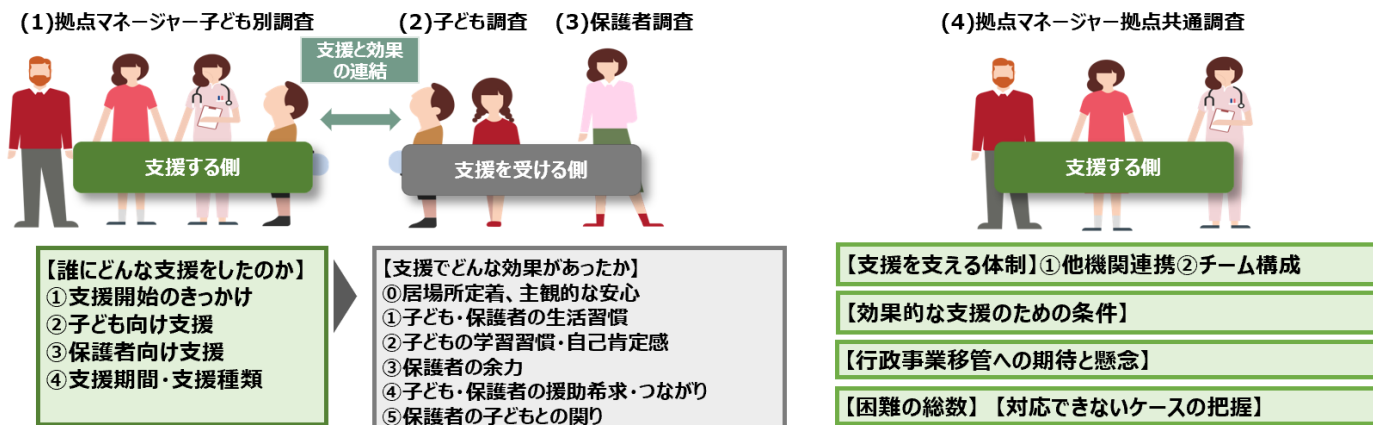 (1)拠点マネージャー子ども別調査
(2)子ども調査
(3)保護者調査
(4)拠点マネージャー拠点共通調査
支援と効果
の連結
支援する側
支援を受ける側
支援する側
【誰にどんな支援をしたのか】
①支援開始のきっかけ
②子ども向け支援
③保護者向け支援
④支援期間・支援種類
【支援でどんな効果があったか】
⓪居場所定着、主観的な安心
①子ども・保護者の生活習慣
②子どもの学習習慣・自己肯定感
③保護者の余力
④子ども・保護者の援助希求・つながり
⑤保護者の子どもとの関り
【支援を支える体制】①他機関連携②チーム構成
【効果的な支援のための条件】
【行政事業移管への期待と懸念】
【困難の総数】【対応できないケースの把握】